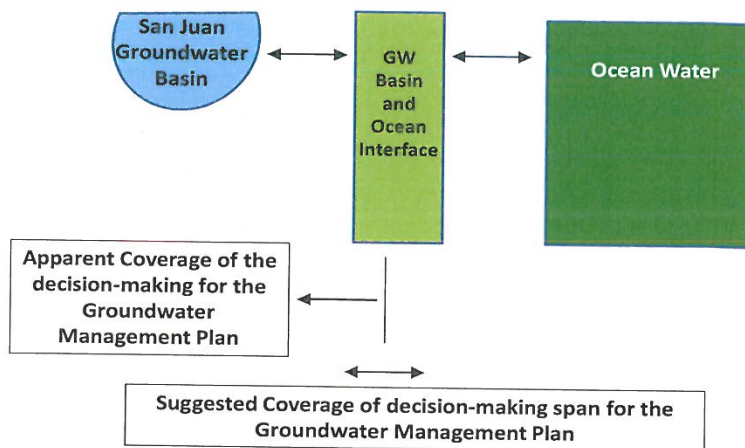 San Juan
Groundwater
Basin
GW
Basin
and
Ocean
Interface
Ocean Water
Apparent Coverage of the
decision-making for the
Groundwater
Management Plan
Suggested Coverage of decision-making span for the
Groundwater Management Plan